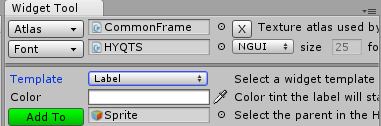 Widget Tool
Atlas CommonFrame X Texture atlas used by
Font HYQTS NGUI size 25 fo
Template Label Select a widget template
Color Color tint the label will sta
Add To Sprite Select the parent in the H